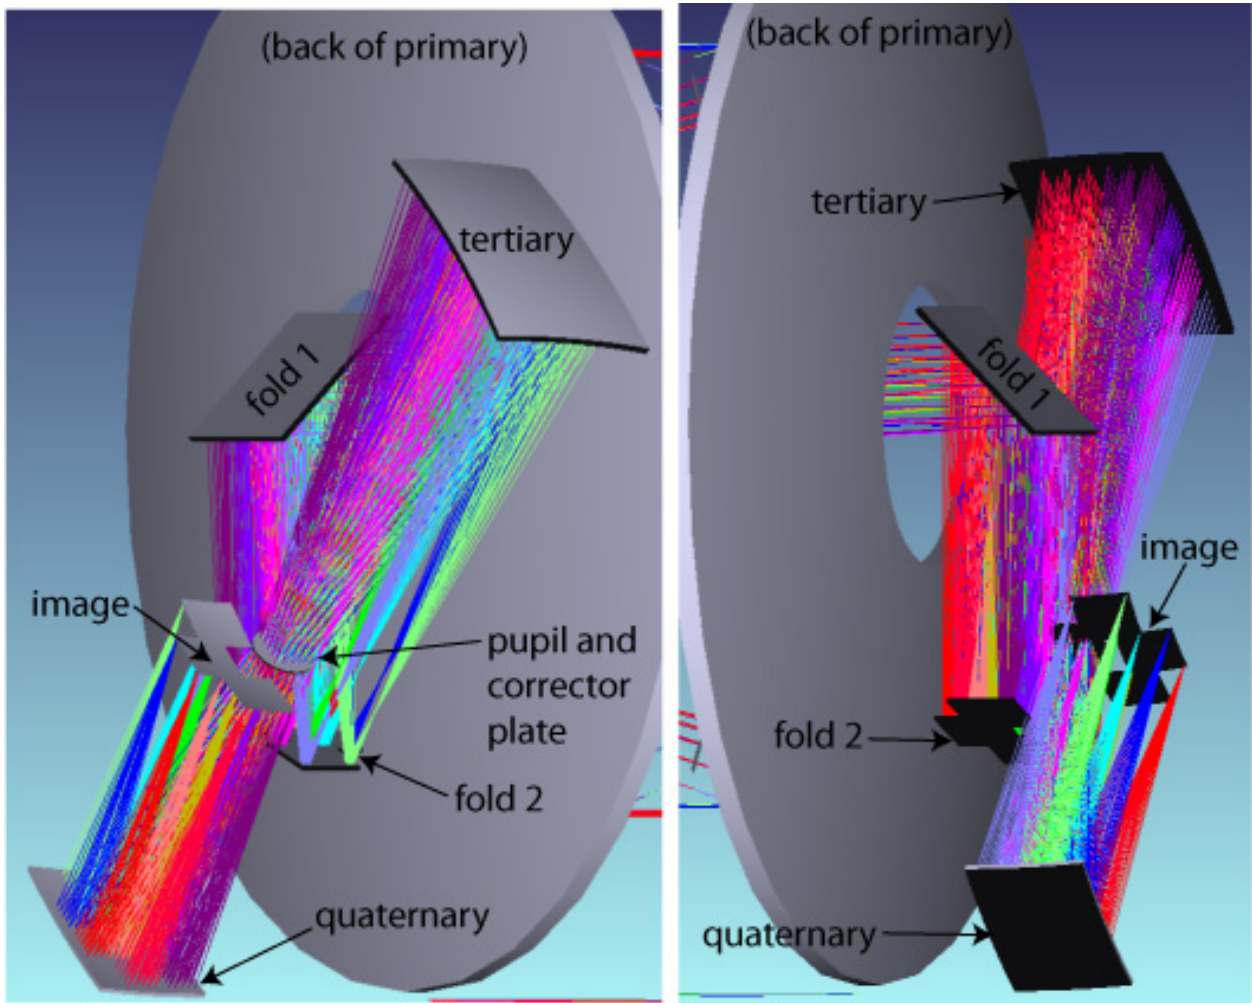 (back of primary)
tertiary
fold 1
image
pupil and
corrector
plate
fold 2
quaternary
(back of primary)
tertiary
fold 1
image
fold 2
quaternary